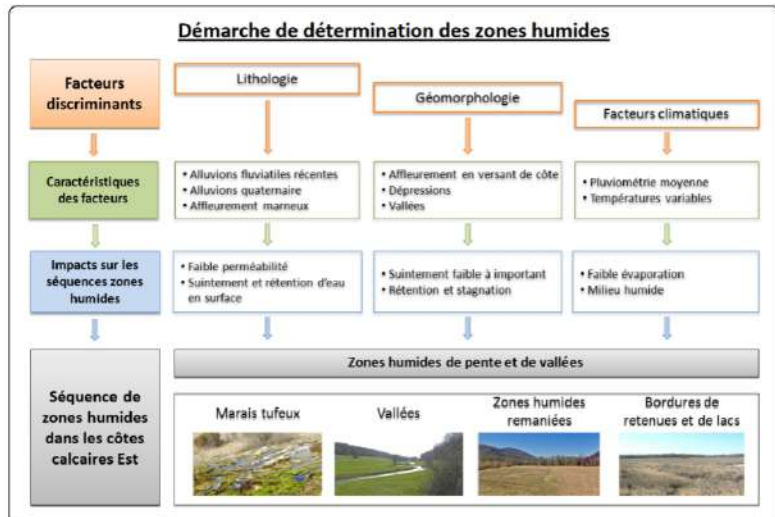 Démarche de détermination des zones humides
Facteurs
discriminants
Lithologie
Géomorphologie
Facteurs climatiques
Caractéristiques
des facteurs
• Alluvions fluviatiles récentes
• Alluvions quaternaire
• Affleurement marneux
• Affleurement en versant de côte
• Dépressions
• Vallées
• Pluviométrie moyenne
• Températures variables
Impacts sur les
séquences zones
humides
• Faible perméabilité
• Suintement et rétention d'eau
en surface
• Suintement faible à important
• Rétention et stagnation
• Faible évaporation
• Milieu humide
Séquence de
zones humides
dans les côtes
calcaires Est
Zones humides de pente et de vallées
Marais tufeux
Vallées
Zones humides
remaniées
Bordures de
retenues et de lacs